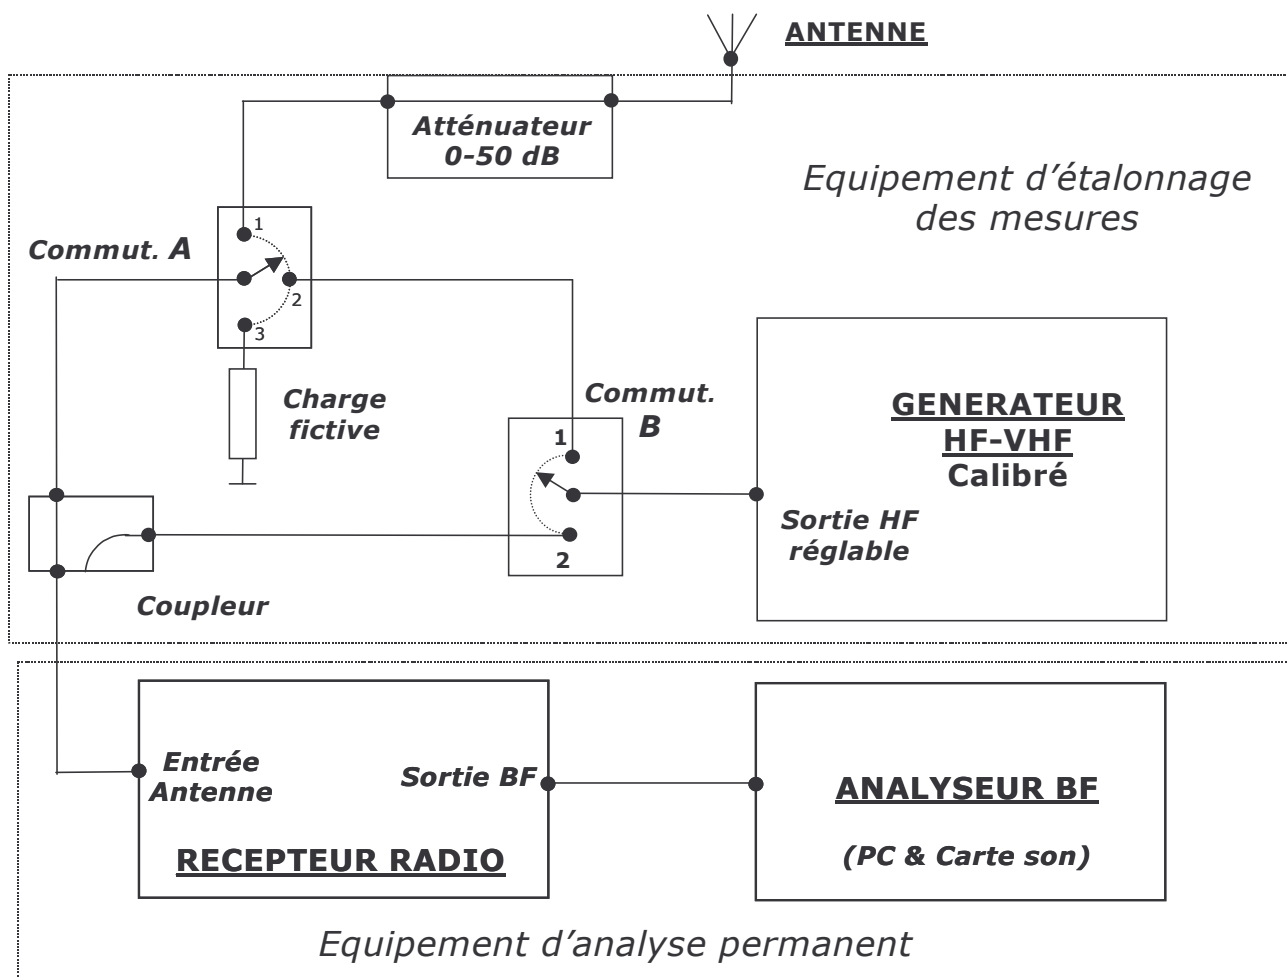 ANTENNE
Atténuateur
0-50 dB
Equipement d’étalonnage
des mesures
Commut. A
1
2
3
Charge
fictive
Commut.
B
1
2
GENERATEUR
HF-VHF
Calibré
Sortie HF
réglable
Coupleur
Entrée
Antenne
Sortie BF
RECEPTEUR RADIO
ANALYSEUR BF
(PC & Carte son)
Equipement d’analyse permanent